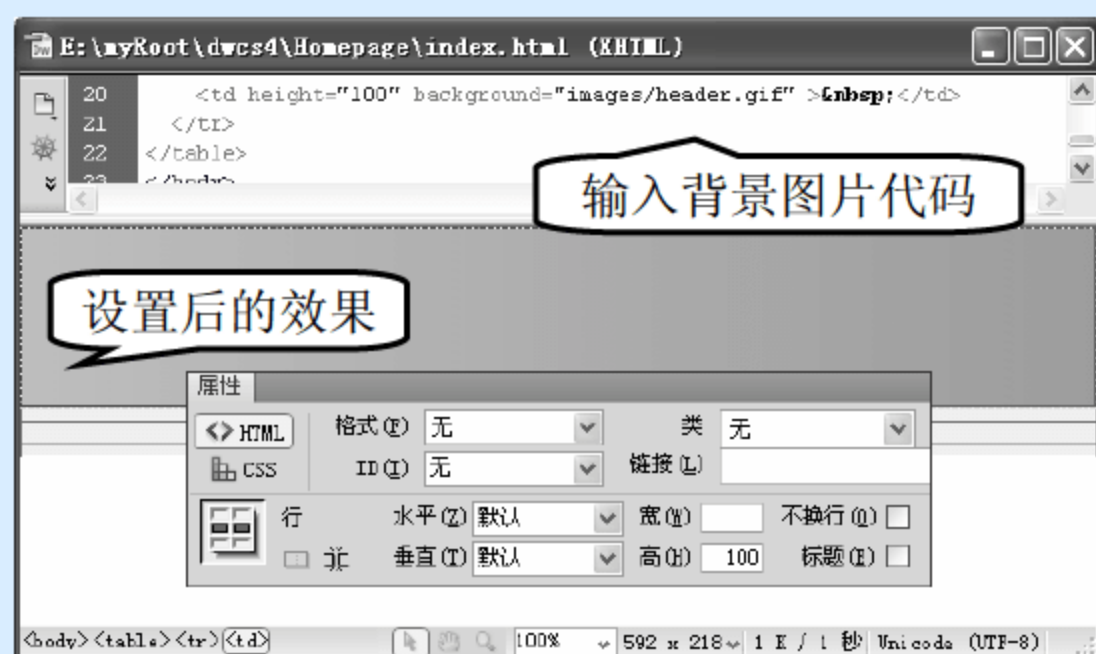 E:\myRoot\dwcs4\Homepage\index.html (XHTML)
20 <td height="100" background="images/header.gif" >&nbsp;</td>
21 </tr>
22 </table>
23 </body>
输入背景图片代码
设置后的效果
属性
<> HTML 格式(F) 无 类 无
CSS ID(I) 无 链接(L)
行 水平(Z) 默认 宽(W) 不换行(O)
垂直(T) 默认 高(H) 100 标题(E)
<body><table><tr><td> 100% 592 x 218 1 K / 1 秒 Unicode (UTF-8)